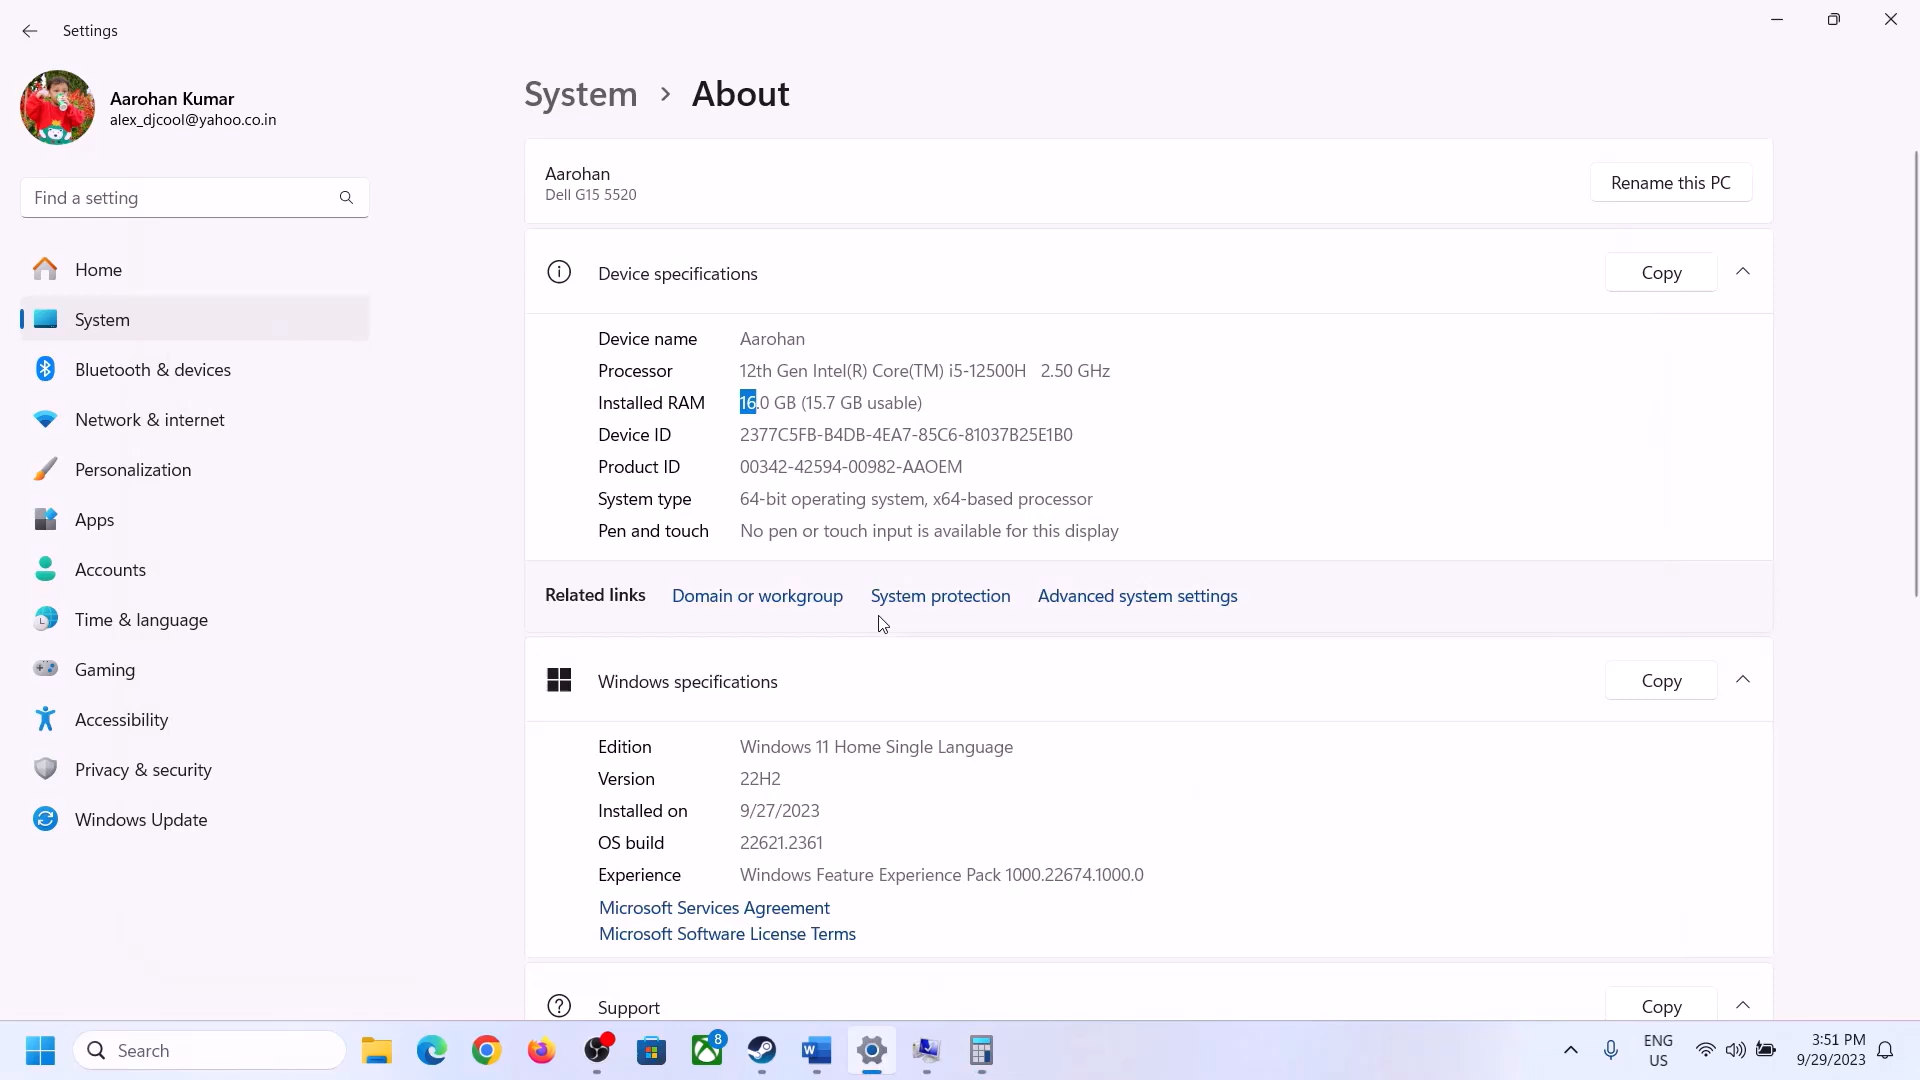 Settings
Aarohan Kumar
alex_djcool@yahoo.co.in
Find a setting
Home
System
Bluetooth & devices
Network & internet
Personalization
Apps
Accounts
Time & language
Gaming
Accessibility
Privacy & security
Windows Update
System > About
Aarohan
Dell G15 5520
Rename this PC
Device specifications
Copy
Device name Aarohan
Processor 12th Gen Intel(R) Core(TM) i5-12500H 2.50 GHz
Installed RAM 16.0 GB (15.7 GB usable)
Device ID 2377C5FB-B4DB-4EA7-85C6-81037B25E1B0
Product ID 00342-42594-00982-AAOEM
System type 64-bit operating system, x64-based processor
Pen and touch No pen or touch input is available for this display
Related links Domain or workgroup System protection Advanced system settings
Windows specifications
Copy
Edition Windows 11 Home Single Language
Version 22H2
Installed on 9/27/2023
OS build 22621.2361
Experience Windows Feature Experience Pack 1000.22674.1000.0
Microsoft Services Agreement
Microsoft Software License Terms
Support
Copy
Search
8
W
ENG
US
3:51 PM
9/29/2023